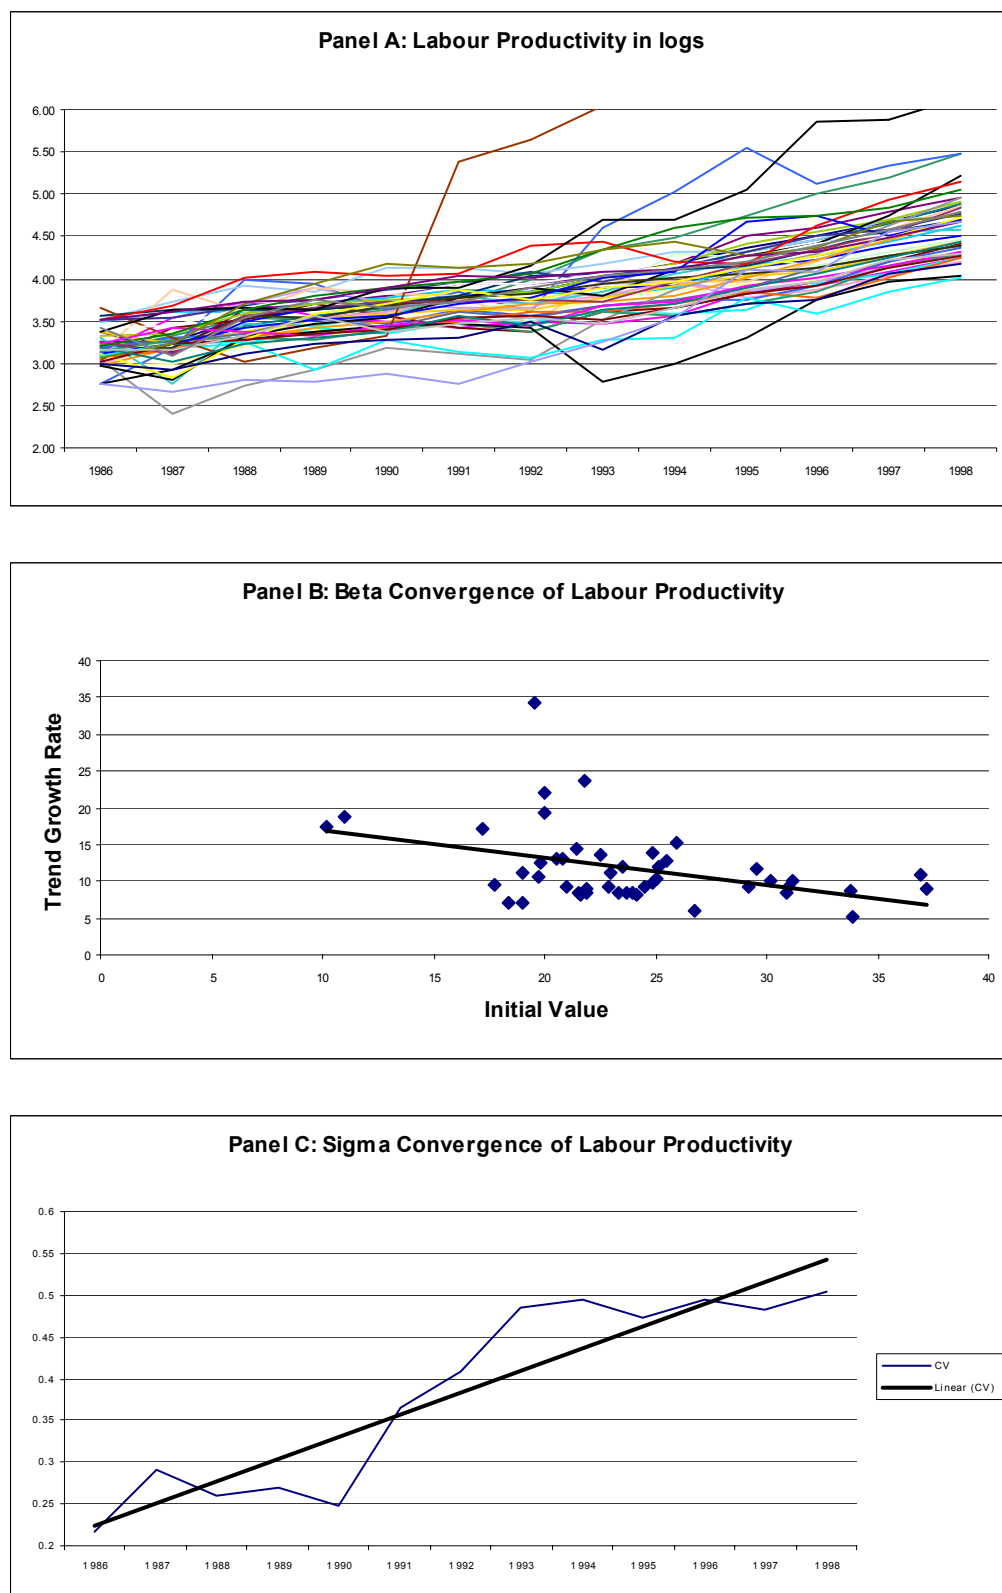 Panel A: Labour Productivity in logs
6.00
5.50
5.00
4.50
4.00
3.50
3.00
2.50
2.00
1986 1987 1988 1989 1990 1991 1992 1993 1994 1995 1996 1997 1998
Panel B: Beta Convergence of Labour Productivity
Trend Growth Rate
40
35
30
25
20
15
10
5
0
0 5 10 15 20 25 30 35 40
Initial Value
Panel C: Sigma Convergence of Labour Productivity
0.6
0.55
0.5
0.45
0.4
0.35
0.3
0.25
0.2
1986 1987 1988 1989 1990 1991 1992 1993 1994 1995 1996 1997 1998
CV
Linear (CV)